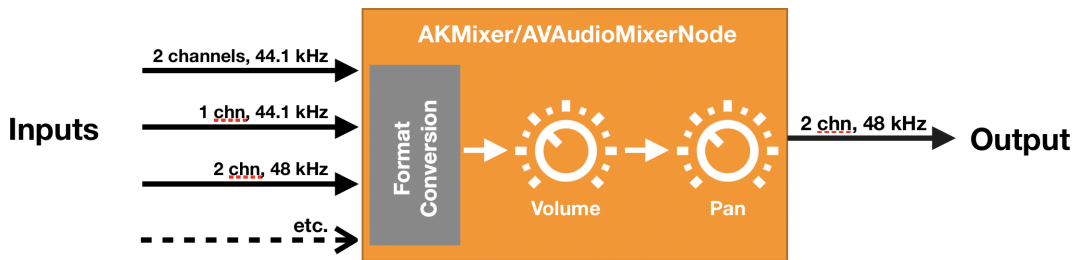 AKMixer/AVAudioMixerNode
Inputs
2 channels, 44.1 kHz
1 chn, 44.1 kHz
2 chn, 48 kHz
etc.
Format
Conversion
Volume
Pan
2 chn, 48 kHz
Output